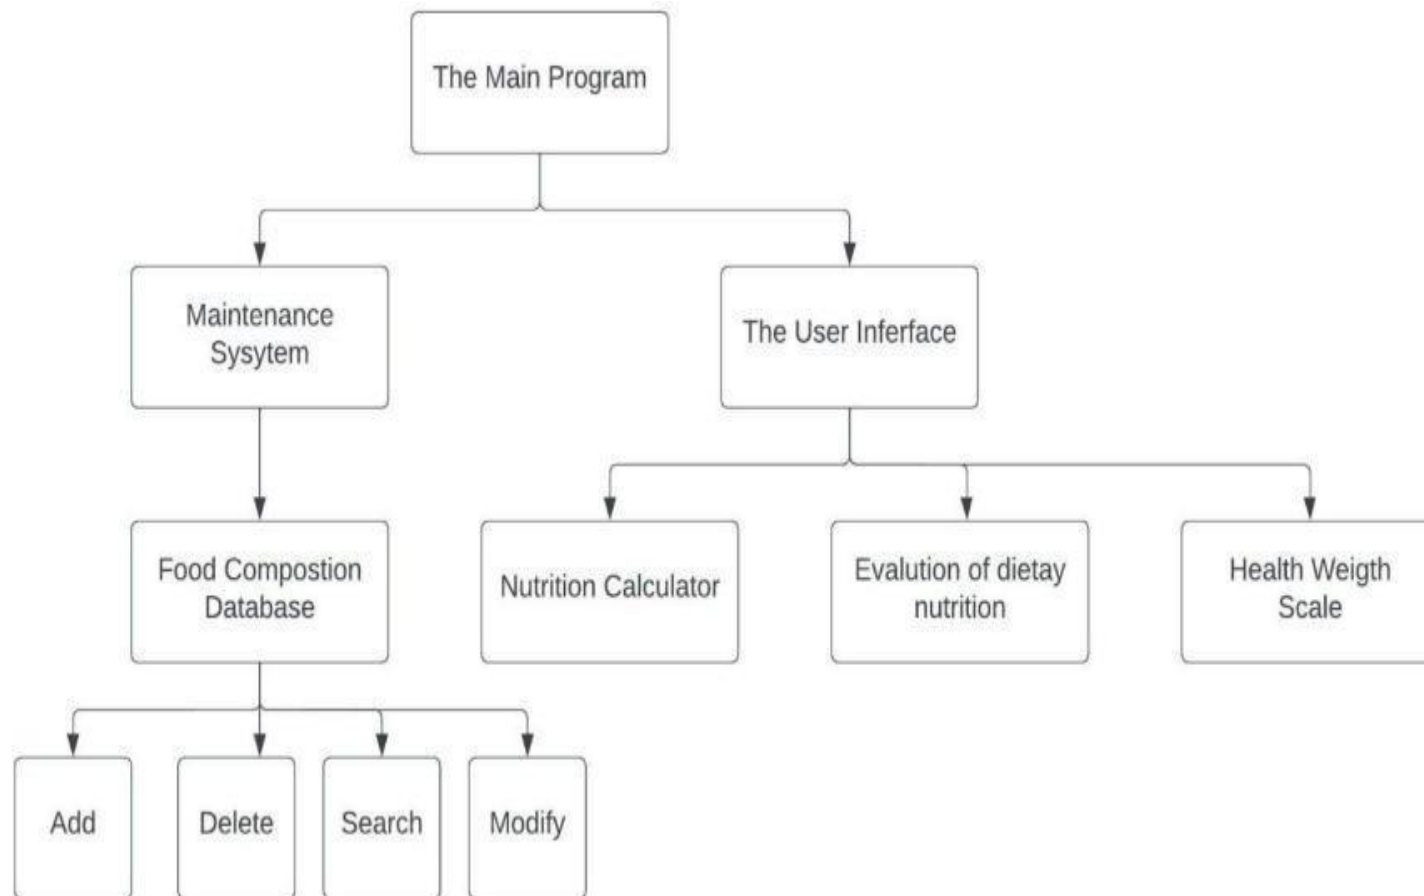 The Main Program
Maintenance
Sysytem
The User Inferface
Food Compostion
Database
Nutrition Calculator
Evalution of dietay
nutrition
Health Weigth
Scale
Add
Delete
Search
Modify